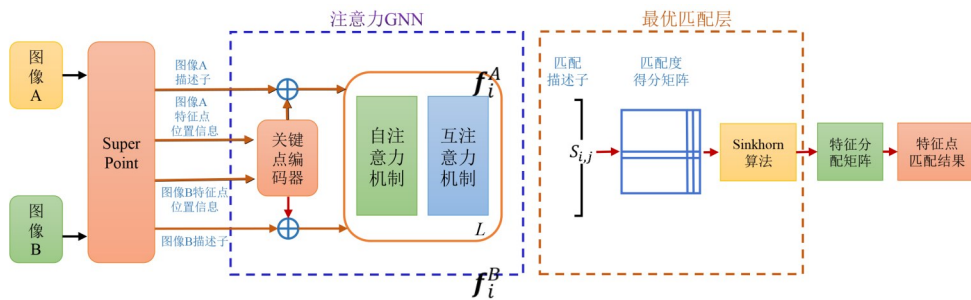 注意力GNN
最优匹配层
图
像
A
图像A
描述子
图像A
特征点
位置信息
Super
Point
关键
点编
码器
图像B特征点
位置信息
图像B描述子
图
像
B
f_i^A
自注
意力
机制
互注
意力
机制
L
f_i^B
匹配
描述子
S_{i,j}
匹配度
得分矩阵
Sinkhorn
算法
特征分
配矩阵
特征点
匹配结果